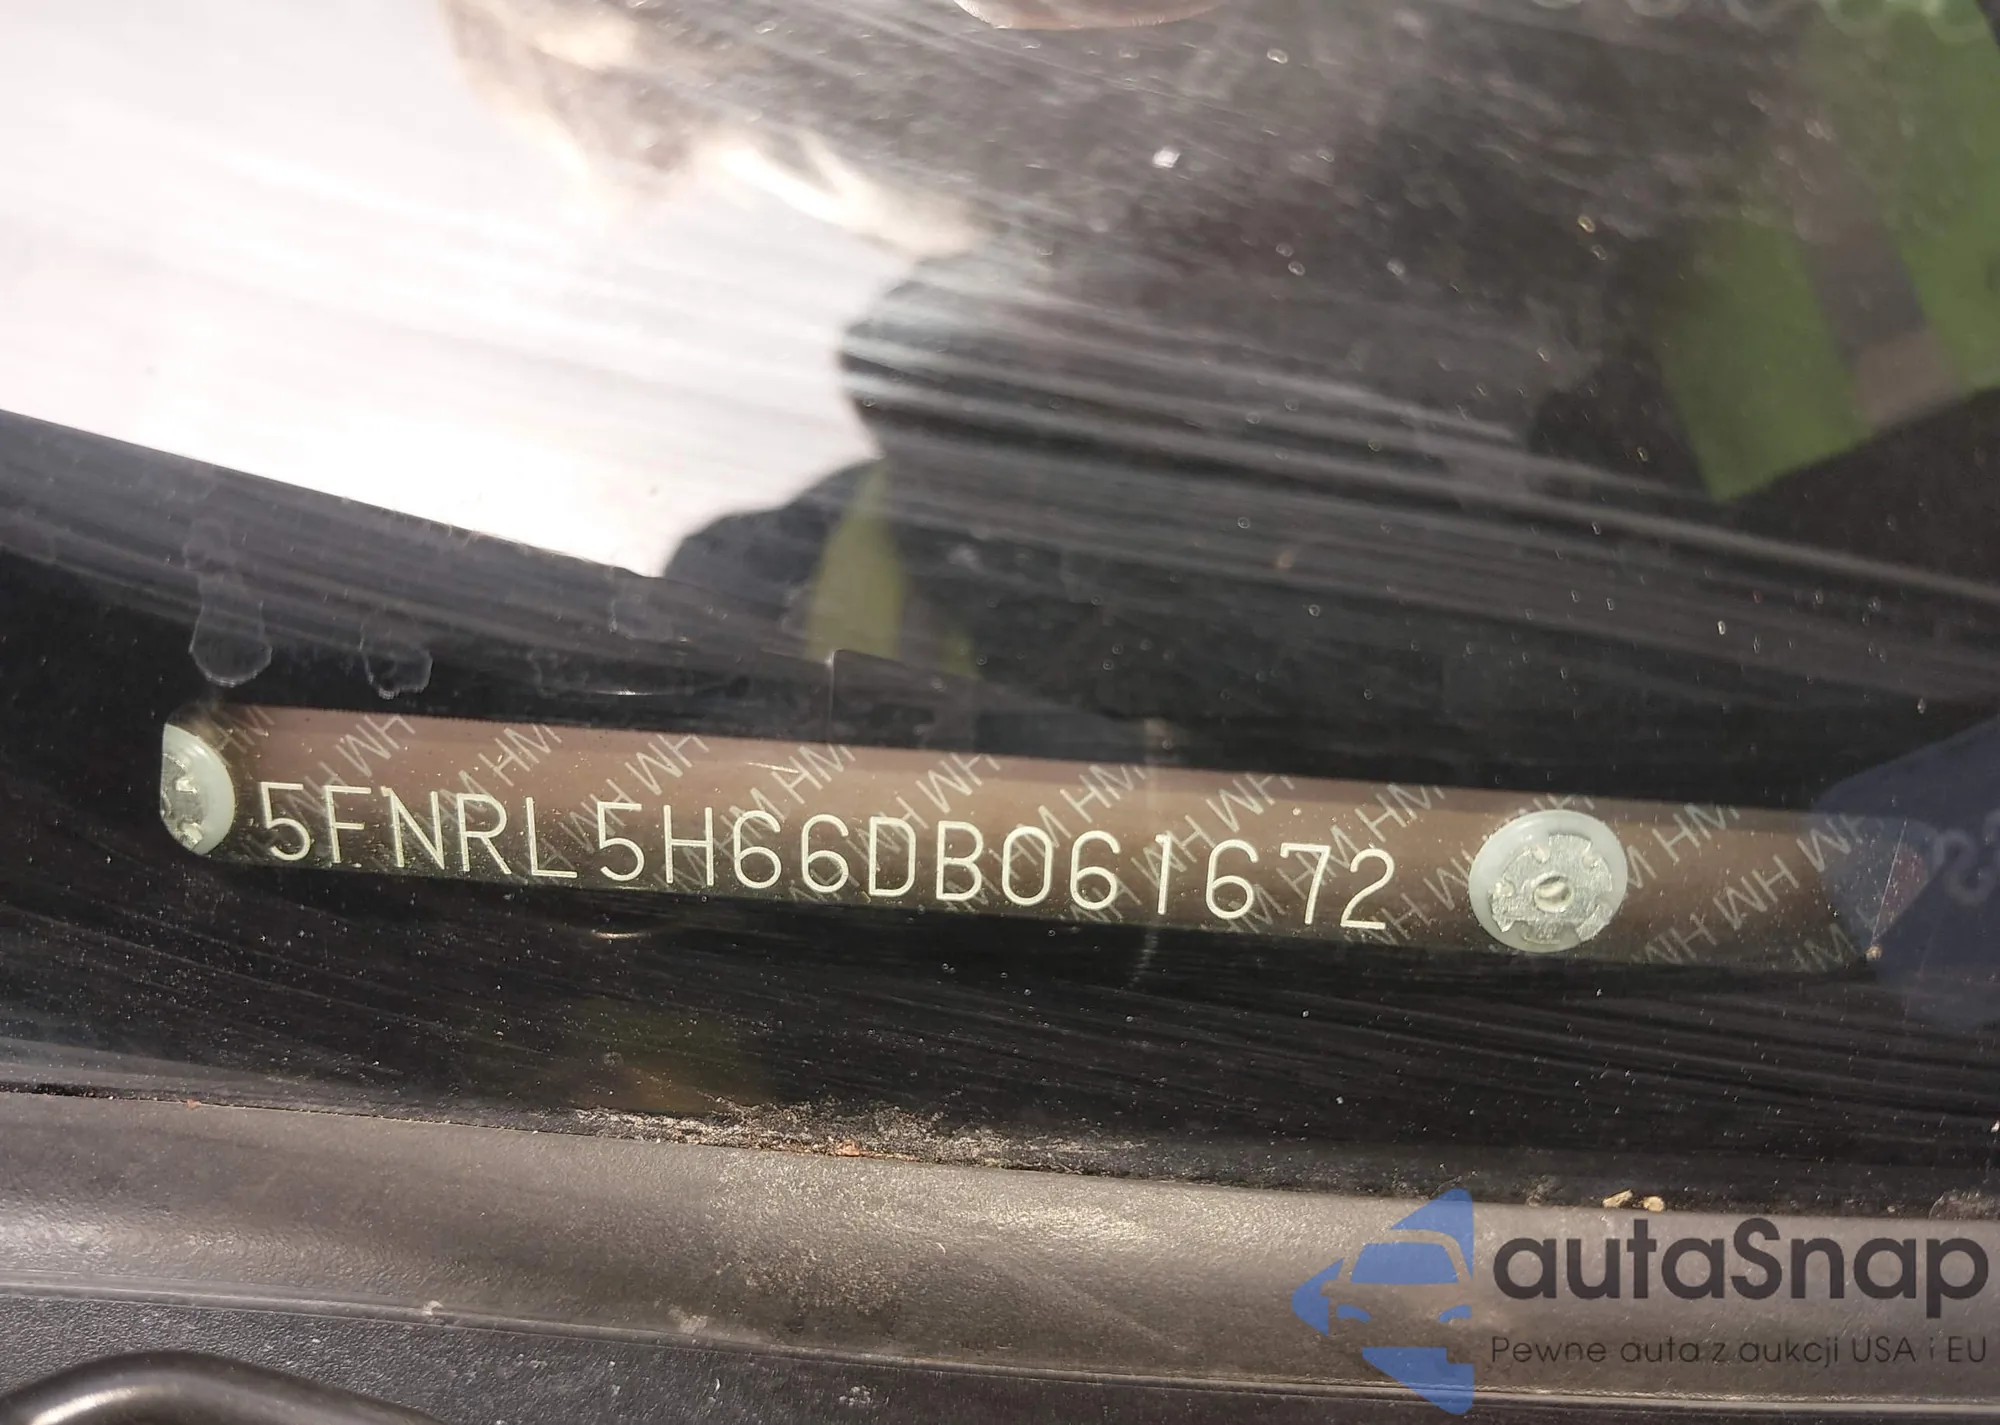 5FNRL5H66DB061672
autaSnap
Pewne auta z aukcji USA i EU